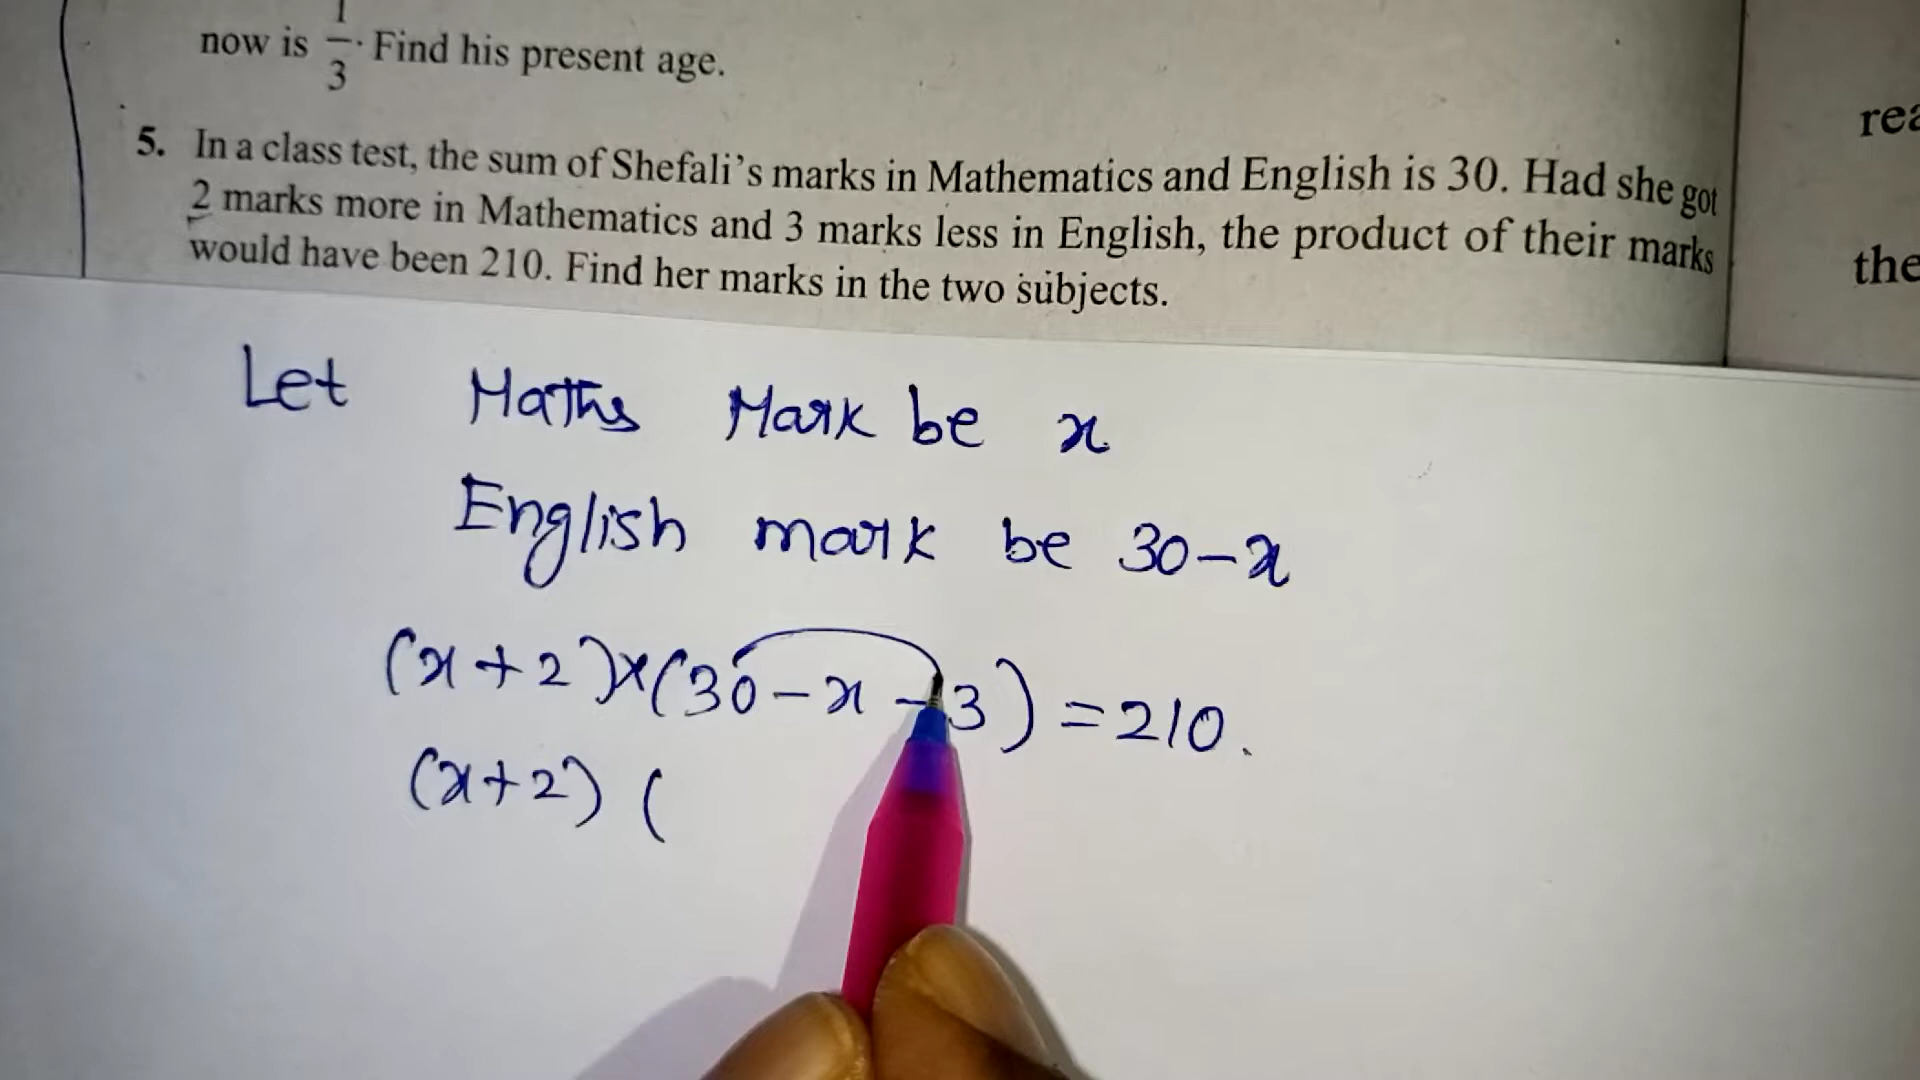 now is 1/3. Find his present age.
5. In a class test, the sum of Shefali's marks in Mathematics and English is 30. Had she got
2 marks more in Mathematics and 3 marks less in English, the product of their marks
would have been 210. Find her marks in the two subjects.
Let Maths Mark be x
English mark be 30-x
(x+2)×(30-x-3)=210.
(x+2) (
the